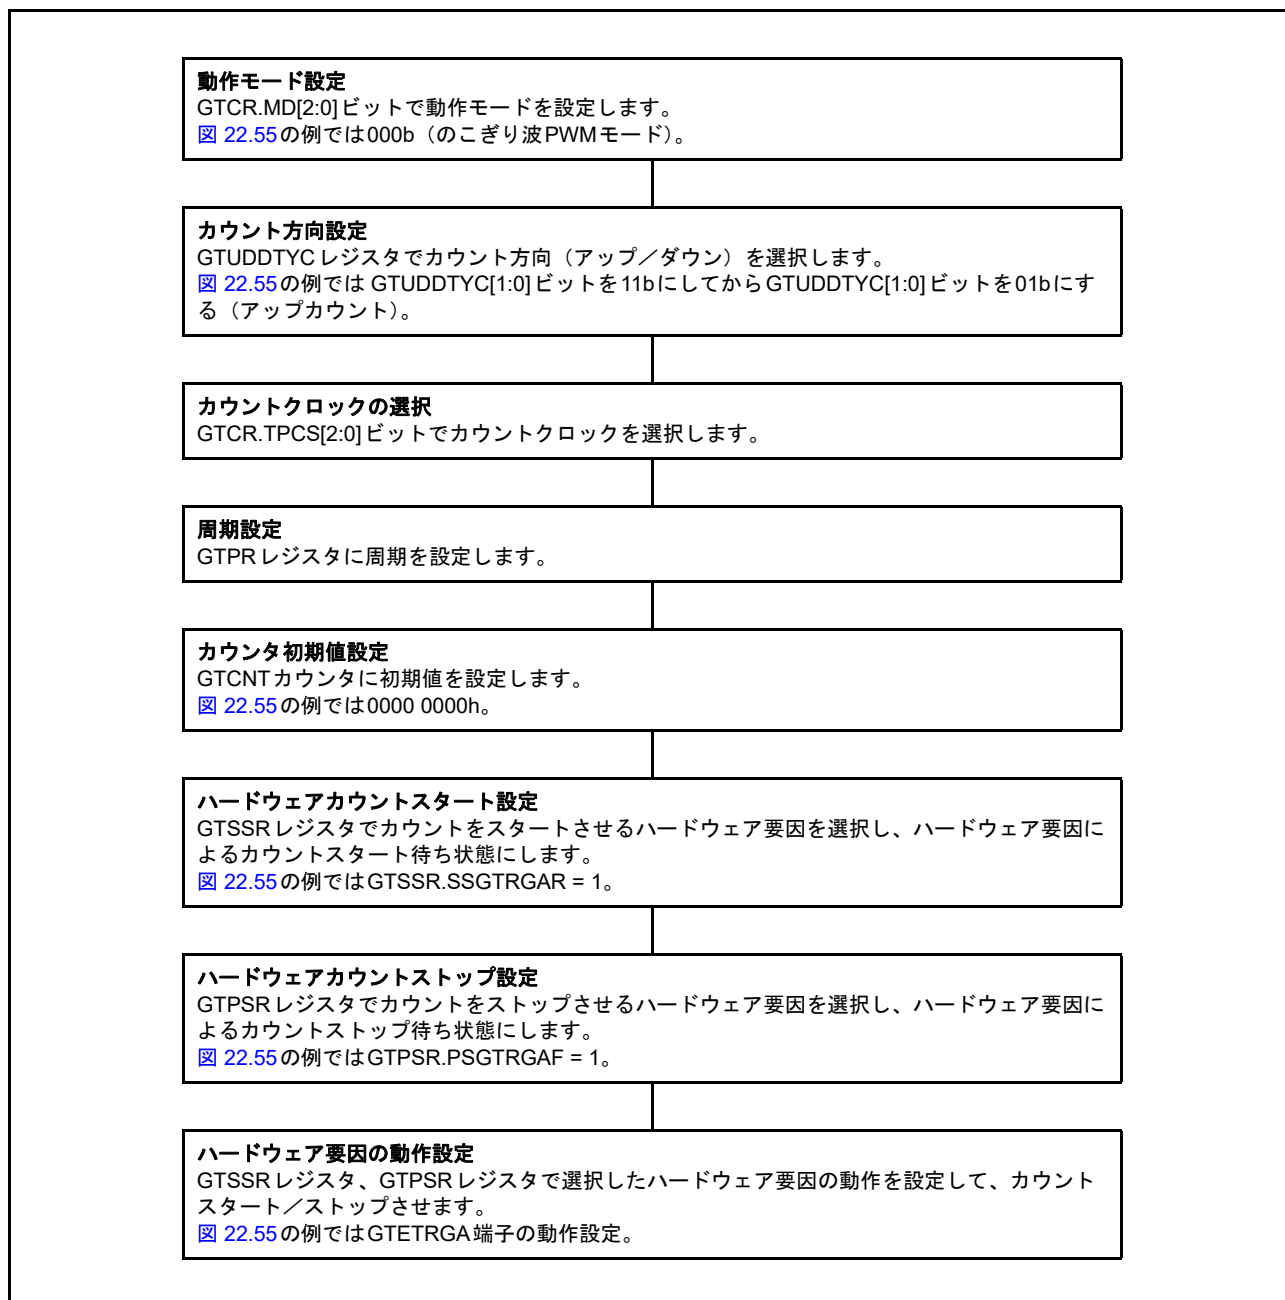 動作モード設定
GTCR.MD[2:0]ビットで動作モードを設定します。
図 22.55の例では000b（のこぎり波PWMモード）。
カウント方向設定
GTUDDTYCレジスタでカウント方向（アップ／ダウン）を選択します。
図 22.55の例では GTUDDTYC[1:0]ビットを11bにしてからGTUDDTYC[1:0]ビットを01bにす
る（アップカウント）。
カウントクロックの選択
GTCR.TPCS[2:0]ビットでカウントクロックを選択します。
周期設定
GTPRレジスタに周期を設定します。
カウンタ初期値設定
GTCNTカウンタに初期値を設定します。
図 22.55の例では0000 0000h。
ハードウェアカウントスタート設定
GTSSRレジスタでカウントをスタートさせるハードウェア要因を選択し、ハードウェア要因に
よるカウントスタート待ち状態にします。
図 22.55の例ではGTSSR.SSGTRGAR = 1。
ハードウェアカウントストップ設定
GTPSRレジスタでカウントをストップさせるハードウェア要因を選択し、ハードウェア要因に
よるカウントストップ待ち状態にします。
図 22.55の例ではGTPSR.PSGTRGAF = 1。
ハードウェア要因の動作設定
GTSSRレジスタ、GTPSRレジスタで選択したハードウェア要因の動作を設定して、カウント
スタート／ストップさせます。
図 22.55の例ではGTETRGA端子の動作設定。